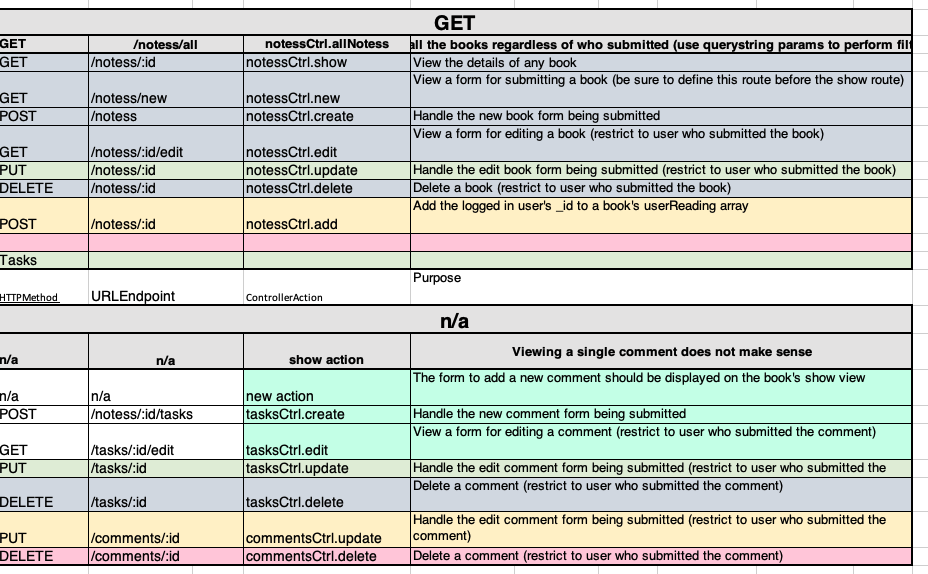 GET
GET /notess/all notessCtrl.allNotess all the books regardless of who submitted (use querystring params to perform filt
GET /notess/:id notessCtrl.show View the details of any book
GET /notess/new notessCtrl.new View a form for submitting a book (be sure to define this route before the show route)
POST /notess notessCtrl.create Handle the new book form being submitted
GET /notess/:id/edit notessCtrl.edit View a form for editing a book (restrict to user who submitted the book)
PUT /notess/:id notessCtrl.update Handle the edit book form being submitted (restrict to user who submitted the book)
DELETE /notess/:id notessCtrl.delete Delete a book (restrict to user who submitted the book)
POST /notess/:id notessCtrl.add Add the logged in user's _id to a book's userReading array
Tasks
HTTPMethod URLEndpoint ControllerAction Purpose
n/a
n/a n/a show action Viewing a single comment does not make sense
n/a n/a new action The form to add a new comment should be displayed on the book's show view
POST /notess/:id/tasks tasksCtrl.create Handle the new comment form being submitted
GET /tasks/:id/edit tasksCtrl.edit View a form for editing a comment (restrict to user who submitted the comment)
PUT /tasks/:id tasksCtrl.update Handle the edit comment form being submitted (restrict to user who submitted the
DELETE /tasks/:id tasksCtrl.delete Delete a comment (restrict to user who submitted the comment)
PUT /comments/:id commentsCtrl.update Handle the edit comment form being submitted (restrict to user who submitted the
comment)
DELETE /comments/:id commentsCtrl.delete Delete a comment (restrict to user who submitted the comment)